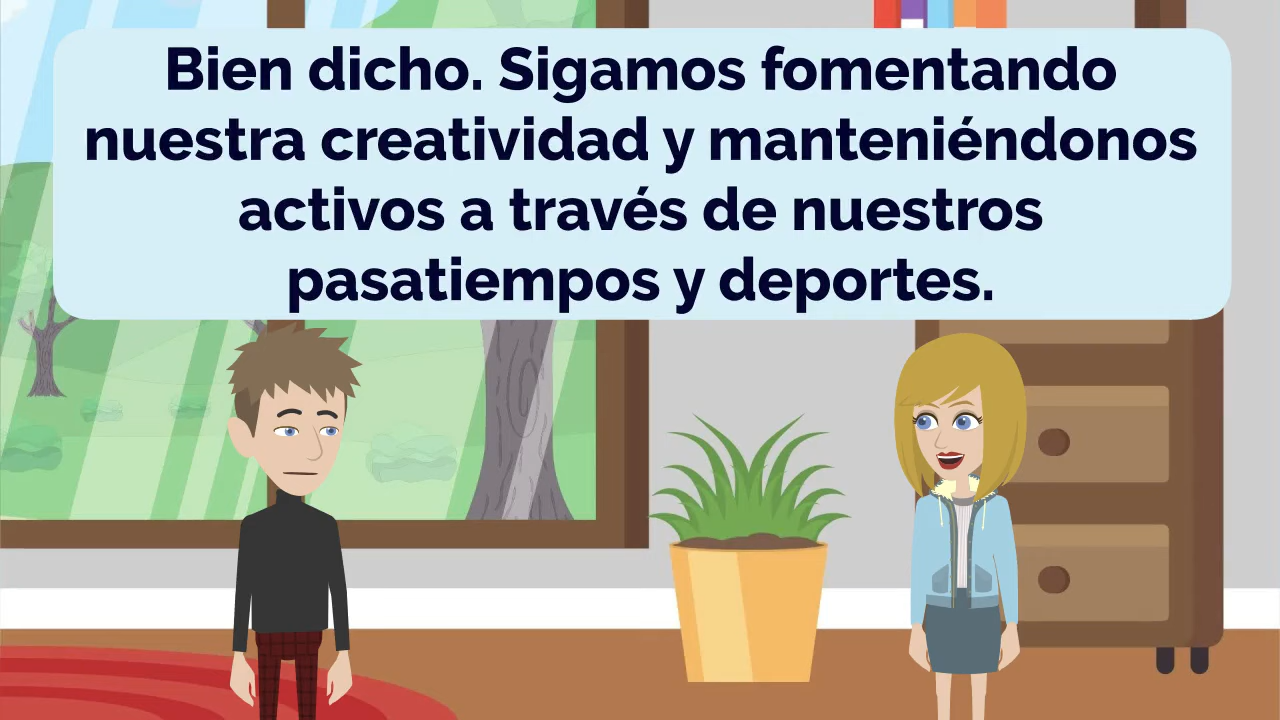 Bien dicho. Sigamos fomentando
nuestra creatividad y manteniéndonos
activos a través de nuestros
pasatiempos y deportes.